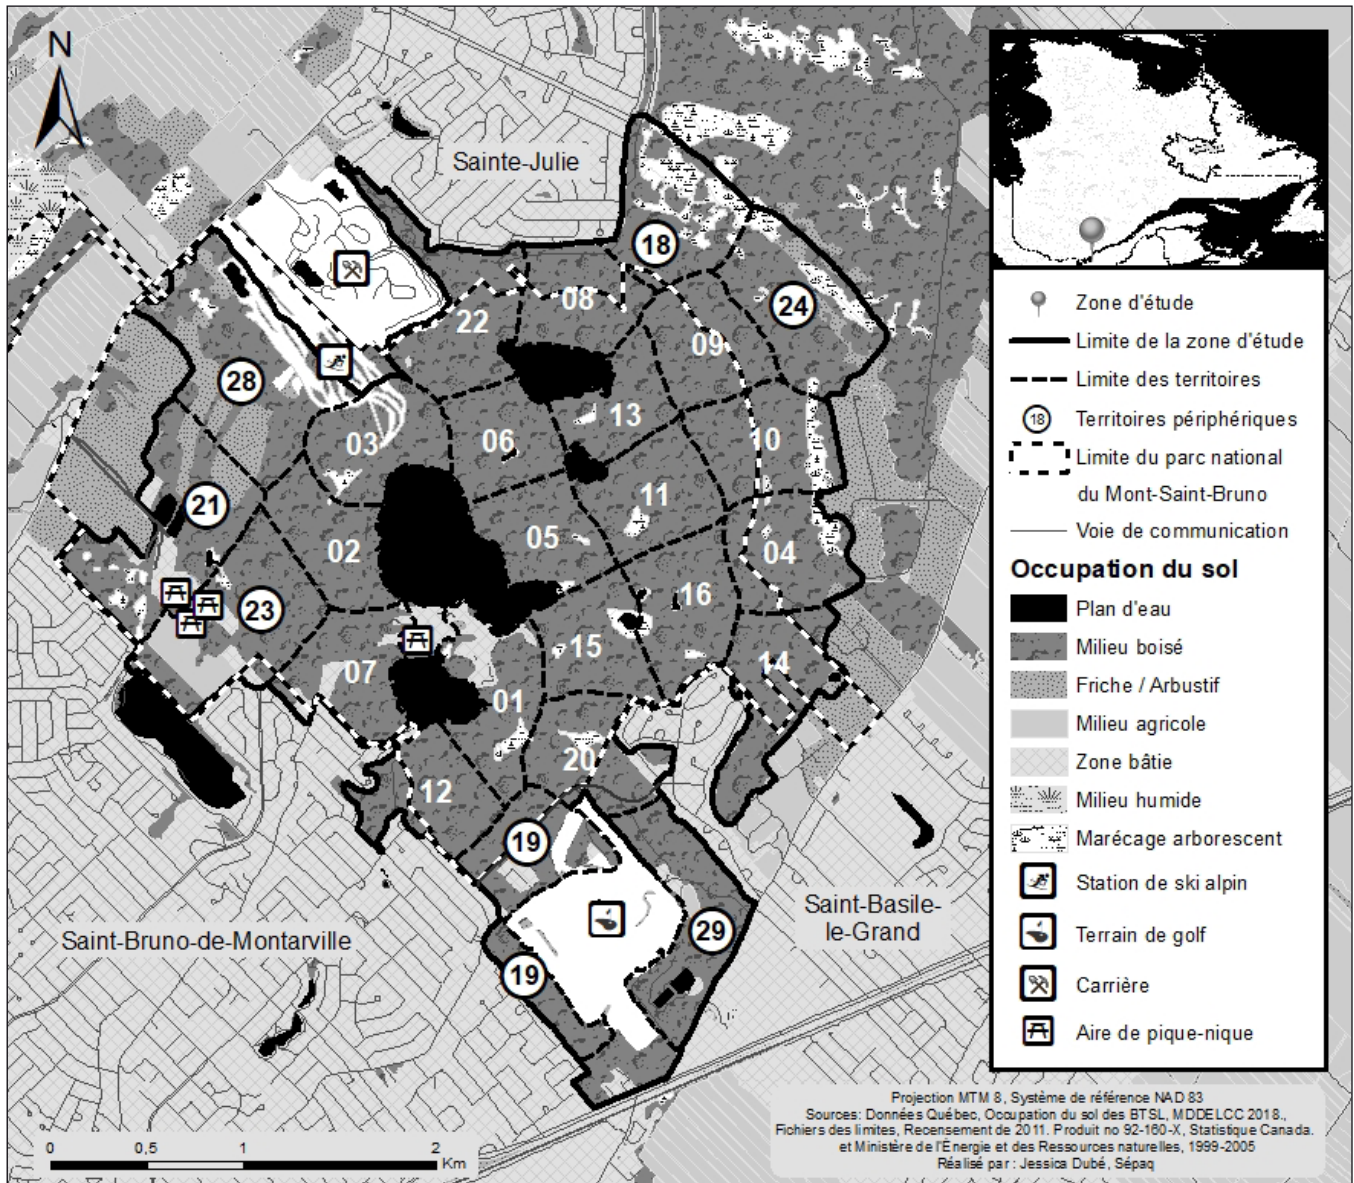 N
Sainte-Julie
18
24
08
22
09
28
13
03
06
10
11
21
02
05
04
16
23
15
07
14
01
20
12
19
Saint-Basile-
le-Grand
29
Saint-Bruno-de-Montarville
19
0
0,5
1
2
Km
Zone d'étude
Limite de la zone d'étude
Limite des territoires
18
Territoires périphériques
Limite du parc national
du Mont-Saint-Bruno
Voie de communication
Occupation du sol
Plan d'eau
Milieu boisé
Friche / Arbustif
Milieu agricole
Zone bâtie
Milieu humide
Marécage arborescent
Station de ski alpin
Terrain de golf
Carrière
Aire de pique-nique
Projection MTM 8, Système de référence NAD 83
Sources: Données Québec, Occupation du sol des BTSL, MDDELCC 2018.,
Fichiers des limites, Recensement de 2011. Produit no 92-160-X, Statistique Canada.
et Ministère de l'Énergie et des Ressources naturelles, 1999-2005
Réalisé par : Jessica Dubé, Sépaq